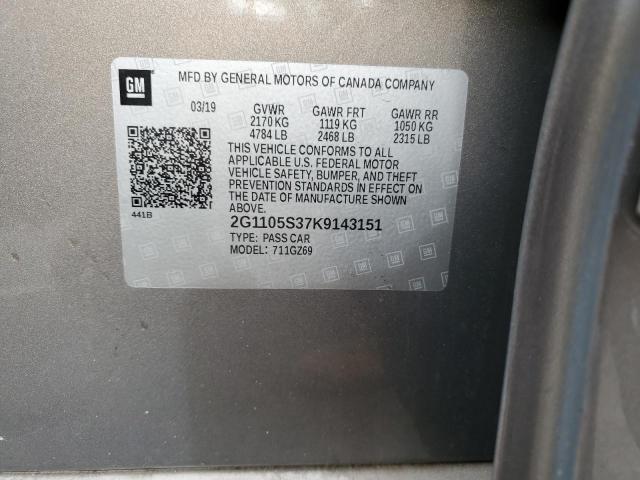 GM
MFD BY GENERAL MOTORS OF CANADA COMPANY
03/19 GVWR GAWR FRT GAWR RR
2170 KG 1119 KG 1050 KG
4784 LB 2468 LB 2315 LB
THIS VEHICLE CONFORMS TO ALL
APPLICABLE U.S. FEDERAL MOTOR
VEHICLE SAFETY, BUMPER, AND THEFT
PREVENTION STANDARDS IN EFFECT ON
THE DATE OF MANUFACTURE SHOWN
ABOVE.
441B
2G1105S37K9143151
TYPE: PASS CAR
MODEL: 711GZ69